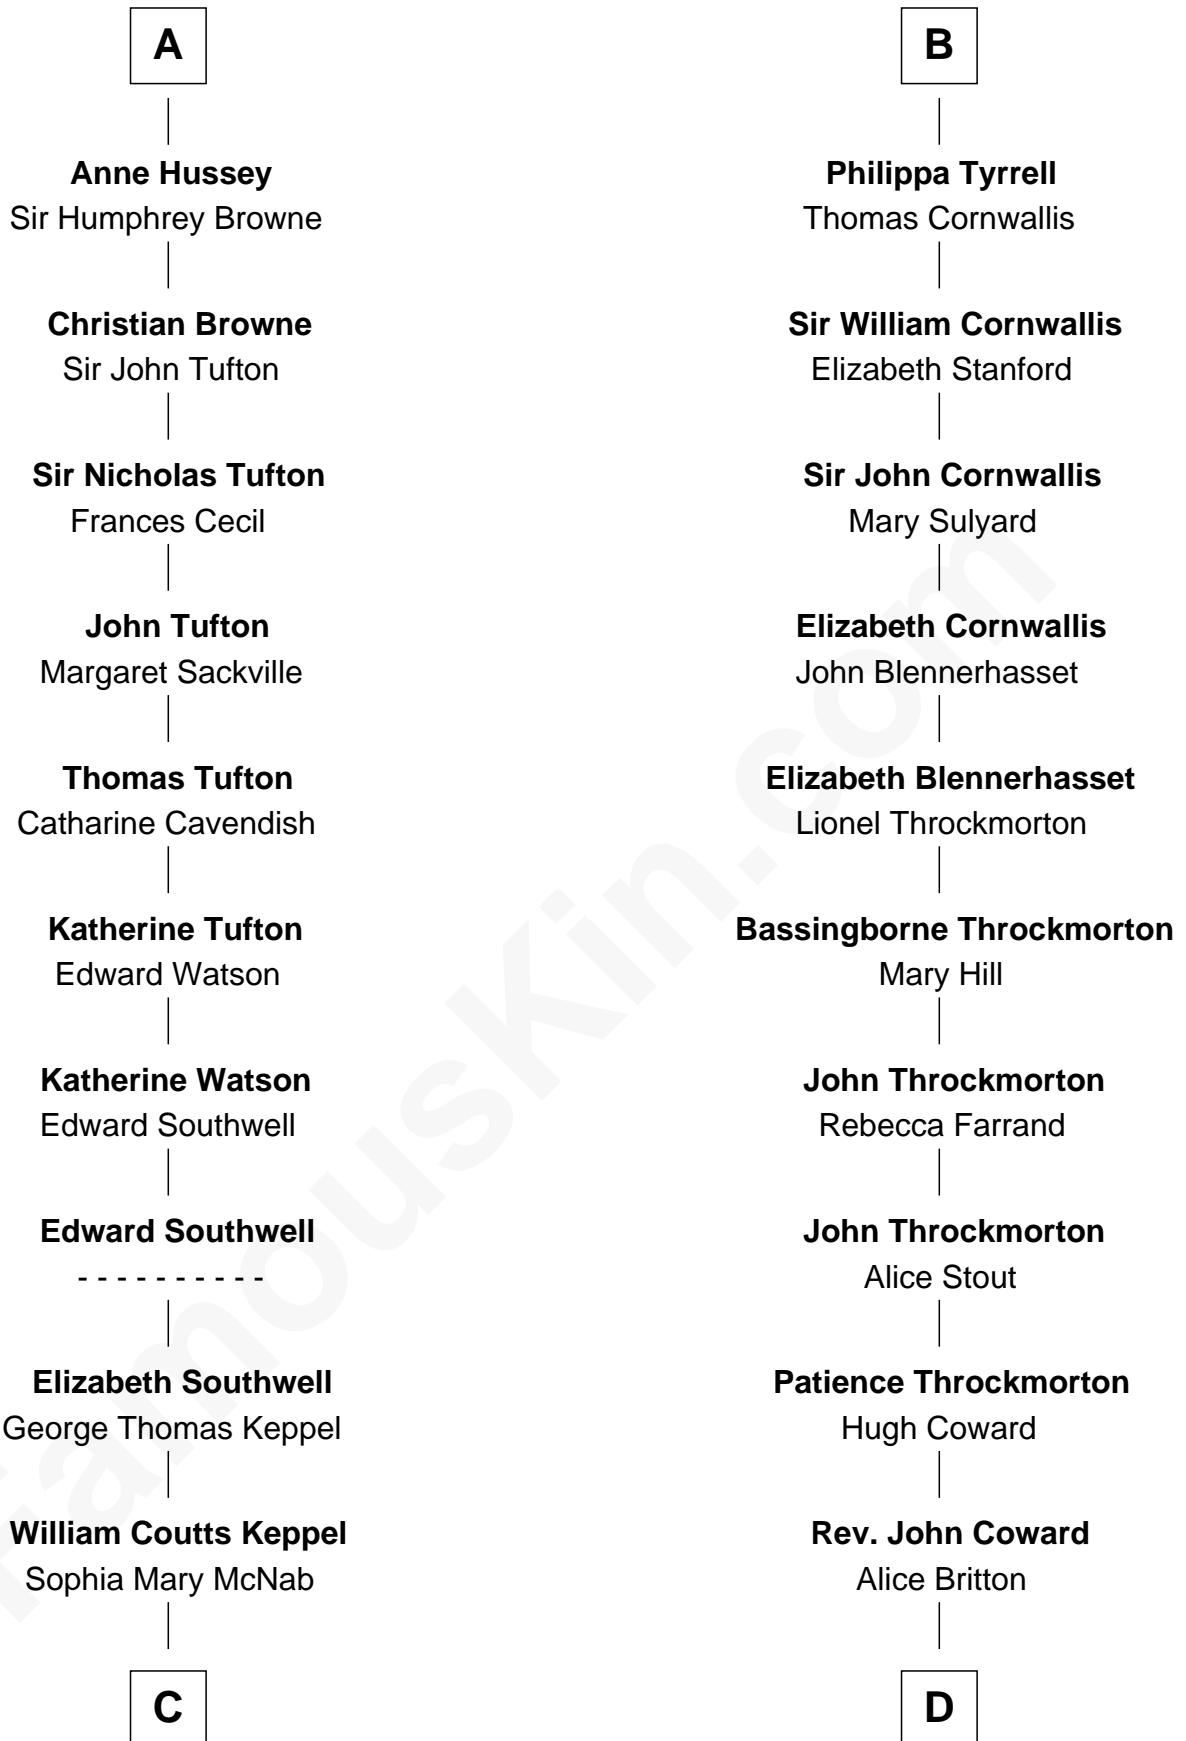 A
Anne Hussey
Sir Humphrey Browne
Christian Browne
Sir John Tufton
Sir Nicholas Tufton
Frances Cecil
John Tufton
Margaret Sackville
Thomas Tufton
Catharine Cavendish
Katherine Tufton
Edward Watson
Katherine Watson
Edward Southwell
Edward Southwell
- - - - - - - - - -
Elizabeth Southwell
George Thomas Keppel
William Coutts Keppel
Sophia Mary McNab
C
B
Philippa Tyrrell
Thomas Cornwallis
Sir William Cornwallis
Elizabeth Stanford
Sir John Cornwallis
Mary Sulyard
Elizabeth Cornwallis
John Blennerhasset
Elizabeth Blennerhasset
Lionel Throckmorton
Bassingborne Throckmorton
Mary Hill
John Throckmorton
Rebecca Farrand
John Throckmorton
Alice Stout
Patience Throckmorton
Hugh Coward
Rev. John Coward
Alice Britton
D
FamousKin.com